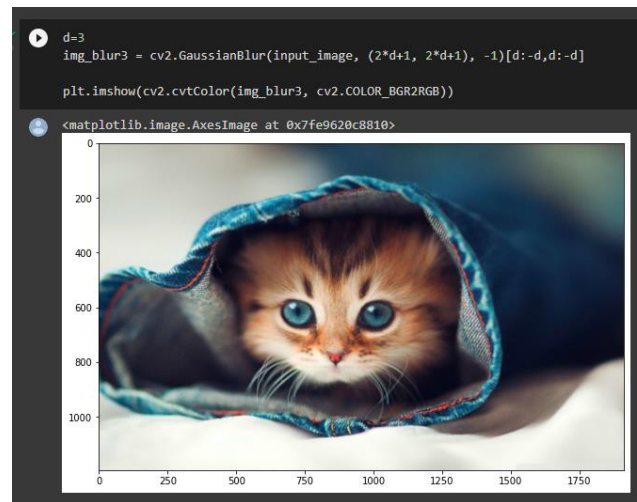 d=3
img_blur3 = cv2.GaussianBlur(input_image, (2*d+1, 2*d+1), -1)[d:-d,d:-d]
plt.imshow(cv2.cvtColor(img_blur3, cv2.COLOR_BGR2RGB))
<matplotlib.image.AxesImage at 0x7fe9620c8810>
0
200
400
600
800
1000
0 250 500 750 1000 1250 1500 1750